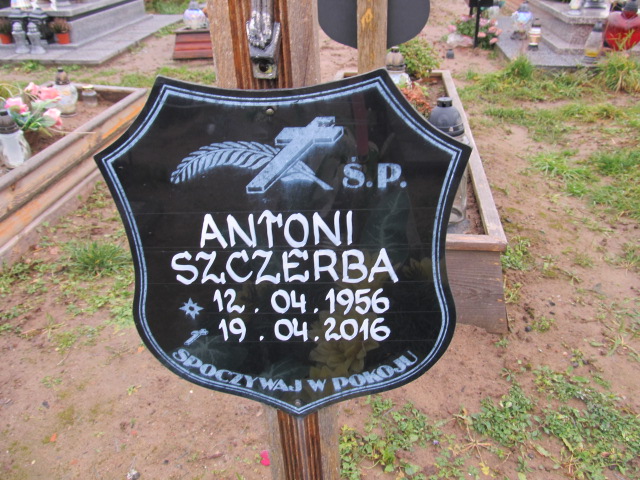 Ś.P.
ANTONI
SZCZERBA
12.04.1956
19.04.2016
SPOCZYWAJ W POKOJU